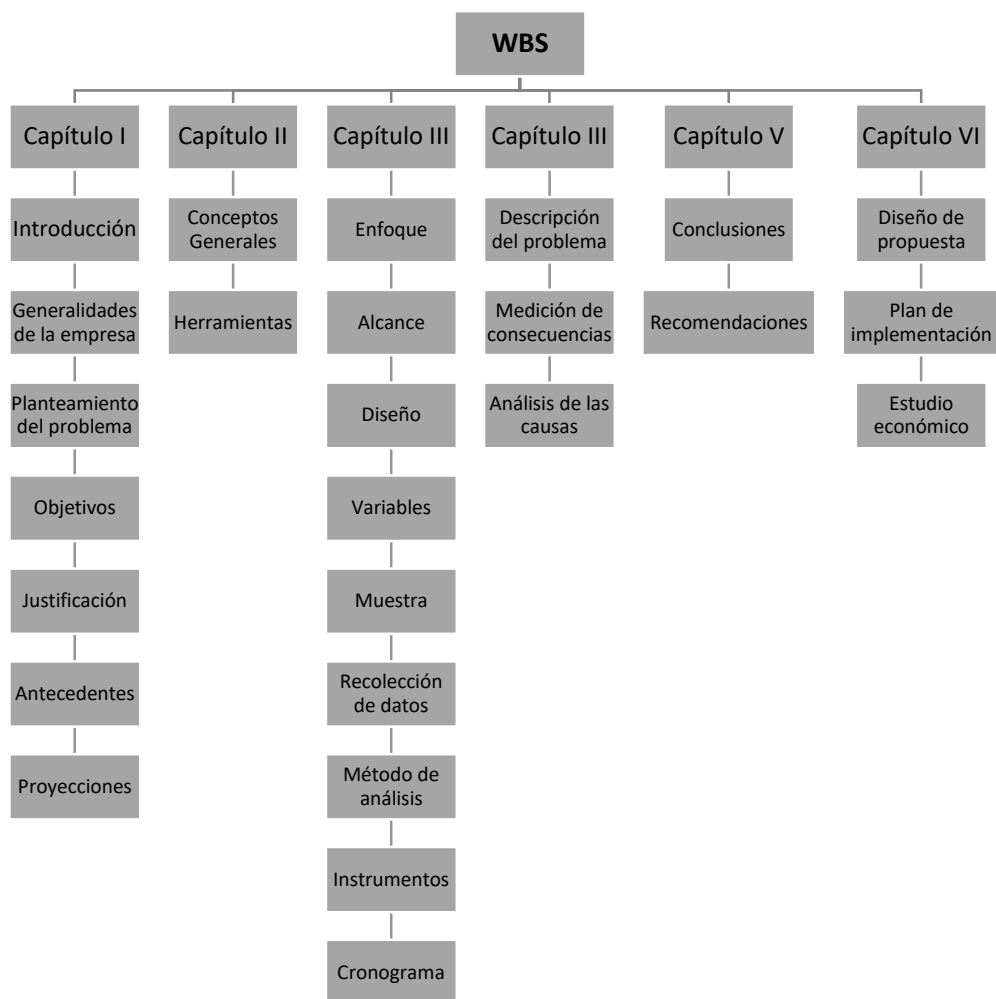 WBS
Capítulo I
Introducción
Generalidades
de la empresa
Planteamiento
del problema
Objetivos
Justificación
Antecedentes
Proyecciones
Capítulo II
Conceptos
Generales
Herramientas
Capítulo III
Enfoque
Alcance
Diseño
Variables
Muestra
Recolección
de datos
Método de
análisis
Instrumentos
Cronograma
Capítulo III
Descripción
del problema
Medición de
consecuencias
Análisis de las
causas
Capítulo V
Conclusiones
Recomendaciones
Capítulo VI
Diseño de
propuesta
Plan de
implementación
Estudio
económico